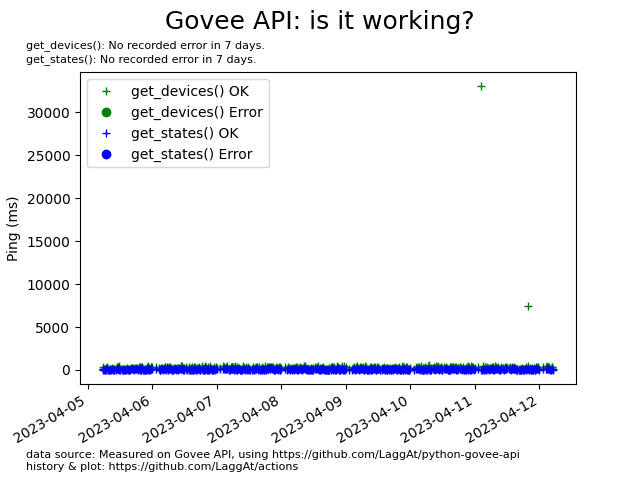 Govee API: is it working?
get_devices(): No recorded error in 7 days.
get_states(): No recorded error in 7 days.
get_devices() OK
get_devices() Error
get_states() OK
get_states() Error
Ping (ms)
30000
25000
20000
15000
10000
5000
0
2023-04-05
2023-04-06
2023-04-07
2023-04-08
2023-04-09
2023-04-10
2023-04-11
2023-04-12
data source: Measured on Govee API, using https://github.com/LaggAt/python-govee-api
history & plot: https://github.com/LaggAt/actions